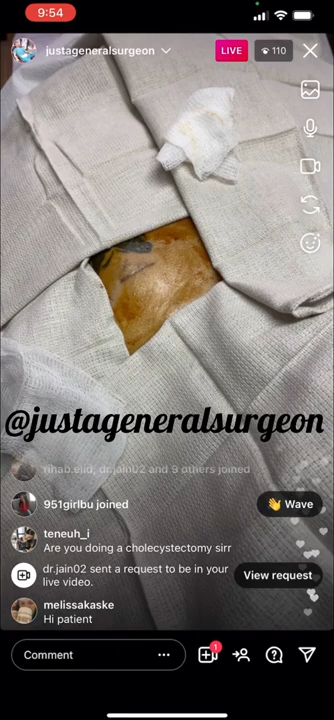 9:54
justageneralsurgeon
LIVE
110
@justageneralsurgeon
rihab.eljd, dr.jain02 and 9 others joined
951girlbu joined
Wave
teneuh_i
Are you doing a cholecystectomy sirr
dr.jain02 sent a request to be in your
live video.
View request
melissakaske
Hi patient
Comment
1